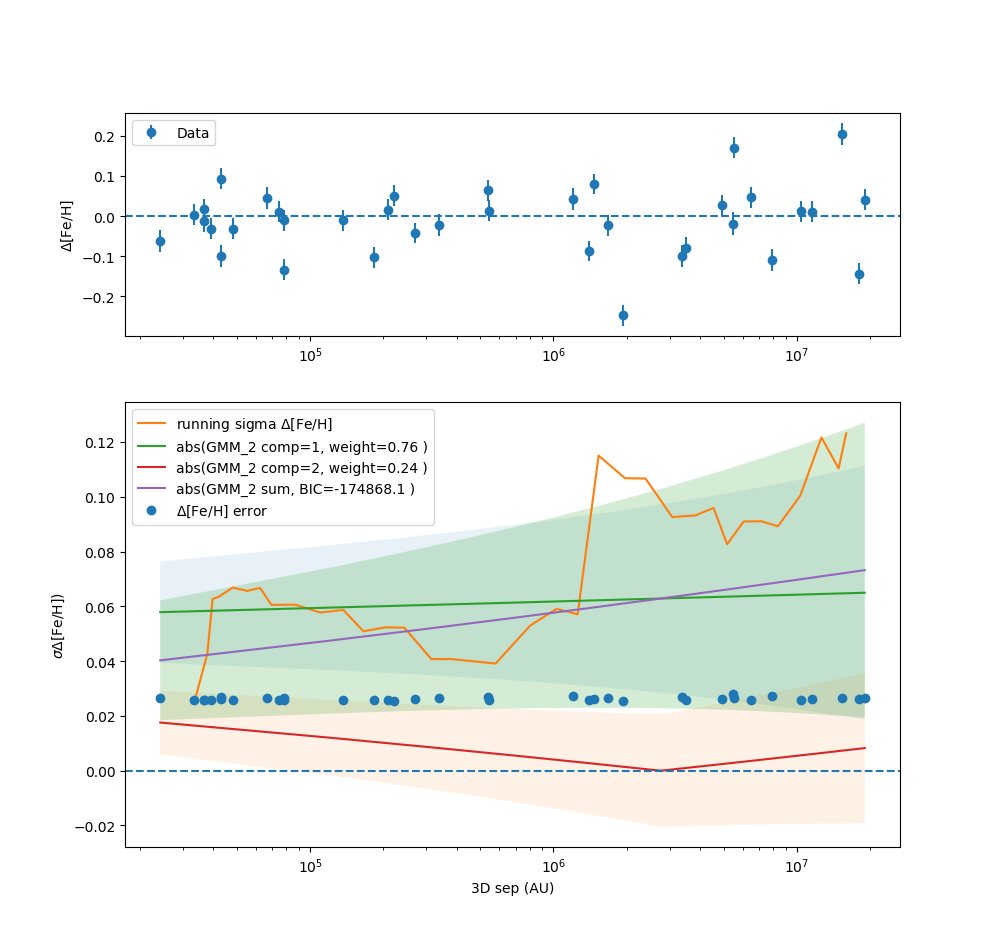 Data
0.2
0.1
0.0
−0.1
−0.2
Δ[Fe/H]
10^5
10^6
10^7
running sigma Δ[Fe/H]
abs(GMM_2 comp=1, weight=0.76 )
abs(GMM_2 comp=2, weight=0.24 )
abs(GMM_2 sum, BIC=-174868.1 )
Δ[Fe/H] error
0.12
0.10
0.08
0.06
0.04
0.02
0.00
−0.02
σΔ[Fe/H])
10^5
10^6
10^7
3D sep (AU)